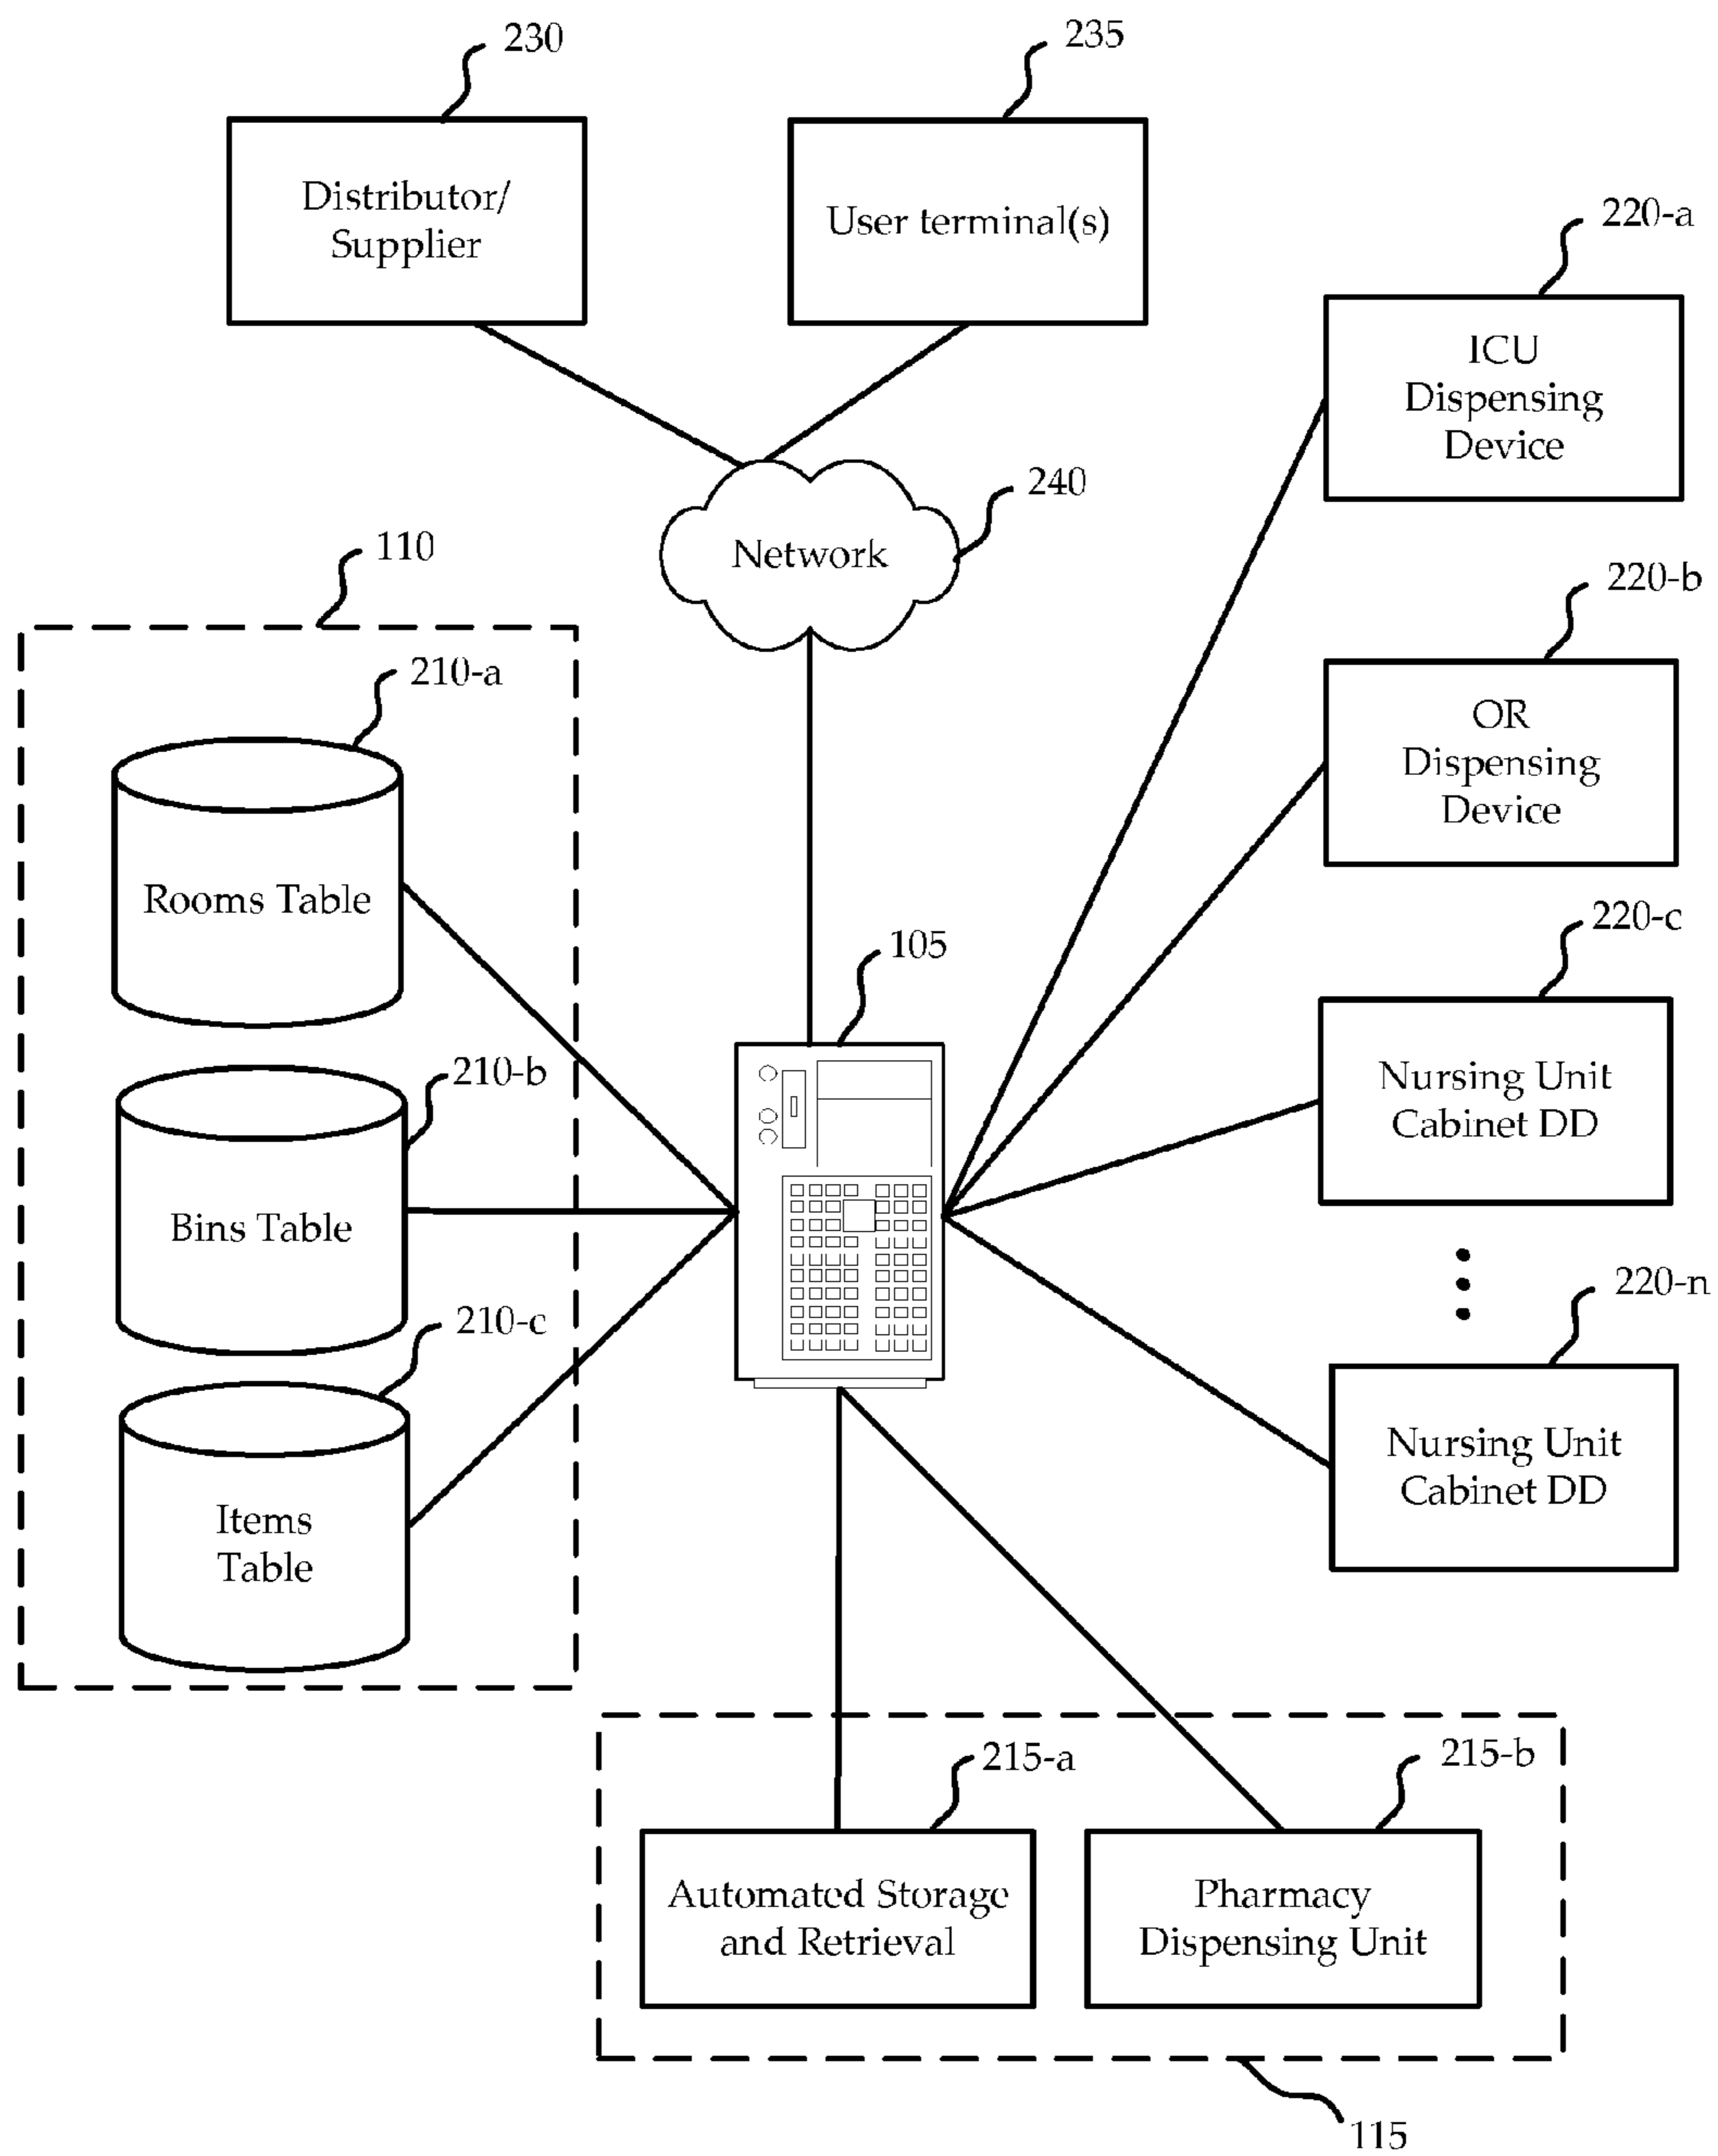 230
235
Distributor/
Supplier
User terminal(s)
220-a
ICU
Dispensing
Device
240
Network
110
220-b
OR
Dispensing
Device
210-a
Rooms Table
220-c
105
Nursing Unit
Cabinet DD
210-b
Bins Table
220-n
210-c
Nursing Unit
Cabinet DD
Items
Table
215-a
215-b
Automated Storage
and Retrieval
Pharmacy
Dispensing Unit
115